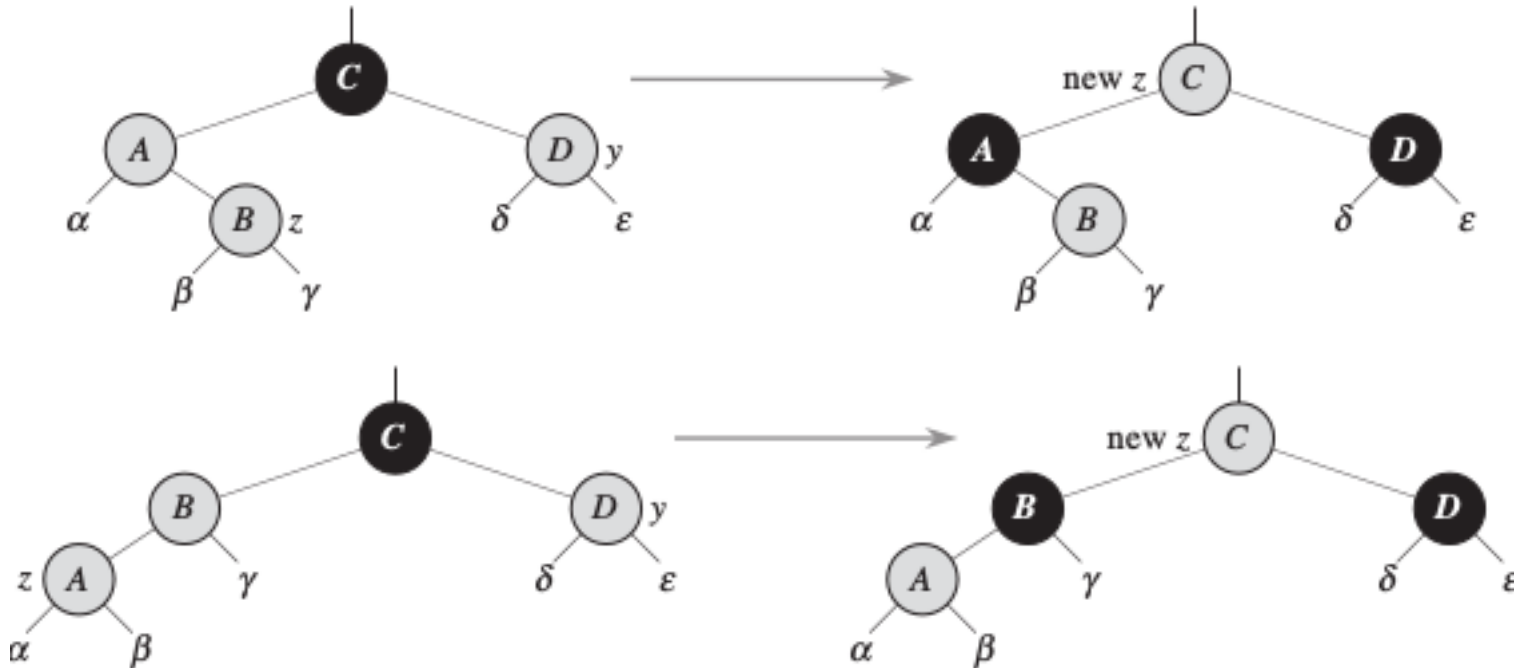 C new z C
A D y A D
α B z δ ε α B δ ε
β γ β γ
C new z C
B D y B D
z A γ δ ε A γ δ ε
α β α β